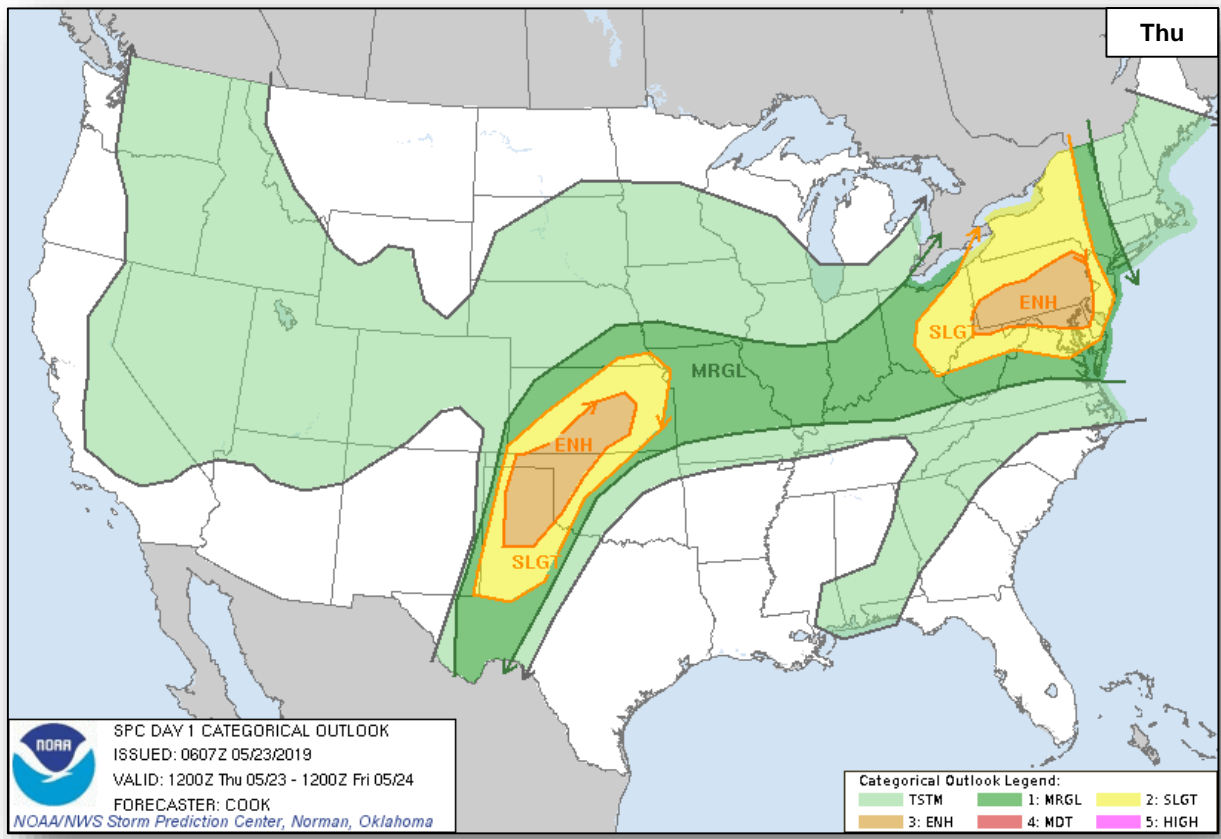 Thu
ENH
SLGT
MRGL
ENH
SLGT
NOAA
SPC DAY 1 CATEGORICAL OUTLOOK
ISSUED: 0607Z 05/23/2019
VALID: 1200Z Thu 05/23 - 1200Z Fri 05/24
FORECASTER: COOK
NOAA/NWS Storm Prediction Center, Norman, Oklahoma
Categorical Outlook Legend:
TSTM 1: MRGL 2: SLGT
3: ENH 4: MDT 5: HIGH